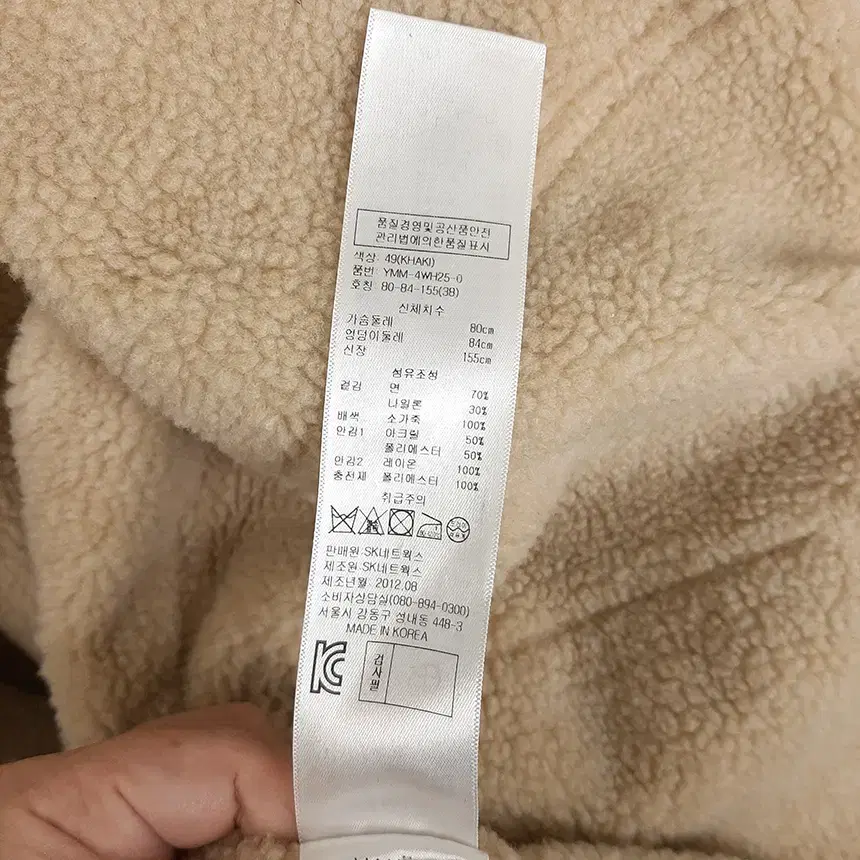 품질경영및공산품안전
관리법에의한품질표시
색상: 49(KHAKI)
품번: YMM-4WH25-0
호칭: 80-84-155(38)
신체치수
가슴둘레 80cm
엉덩이둘레 84cm
신장 155cm
섬유조성
겉감 면 70%
나일론 30%
배색 소가죽 100%
안감1 아크릴 50%
폴리에스터 50%
안감2 레이온 100%
충전제 폴리에스터 100%
취급주의
판매원:SK네트웍스
제조원:SK네트웍스
제조년월:2012.08
소비자상담실(080-894-0300)
서울시 강동구 성내동 448-3
MADE IN KOREA
KC
검사필